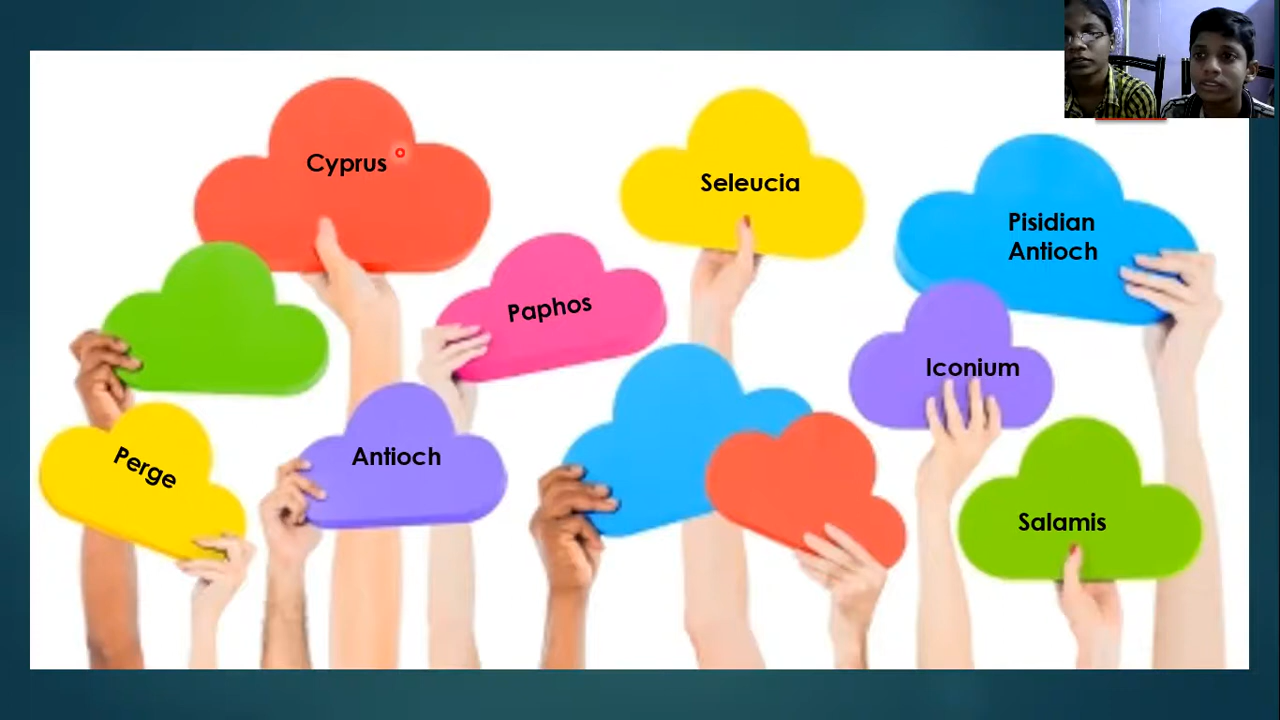 Cyprus
Seleucia
Pisidian
Antioch
Paphos
Iconium
Perge
Antioch
Salamis